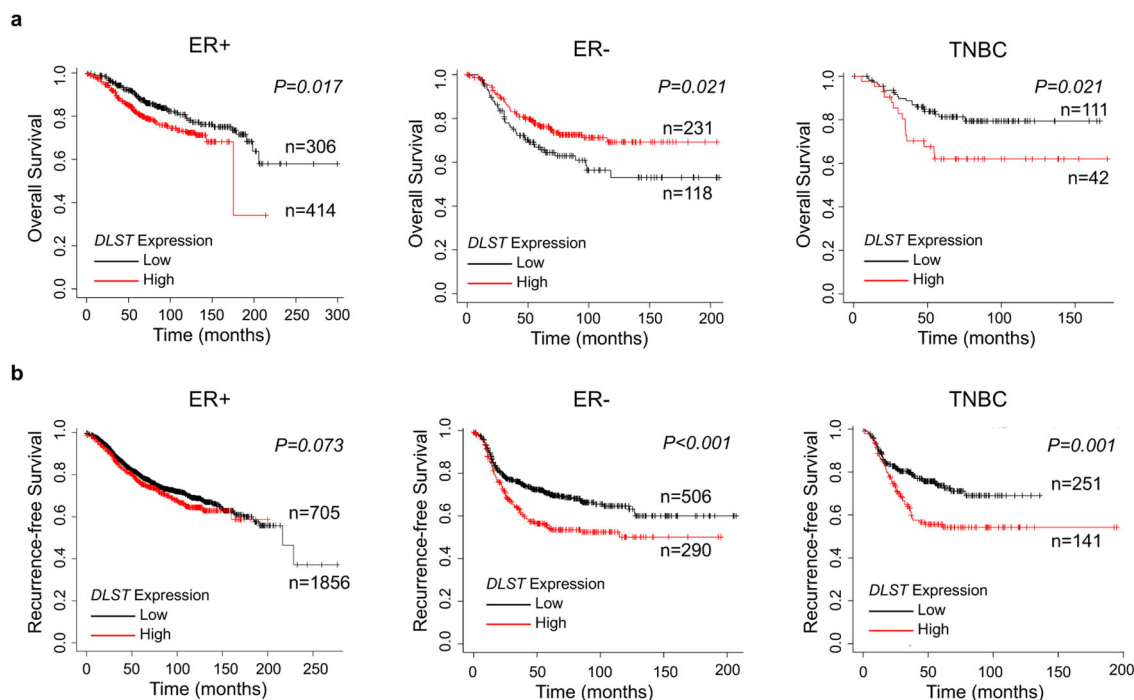 a
ER+
ER-
TNBC
Overall Survival
0.0 0.2 0.4 0.6 0.8 1.0
P=0.017
n=306
n=414
DLST Expression
Low
High
0 50 100 150 200 250 300
Time (months)
Overall Survival
0.0 0.2 0.4 0.6 0.8 1.0
P=0.021
n=231
n=118
DLST Expression
Low
High
0 50 100 150 200
Time (months)
Overall Survival
0.0 0.2 0.4 0.6 0.8 1.0
P=0.021
n=111
n=42
DLST Expression
Low
High
0 50 100 150
Time (months)
b
ER+
ER-
TNBC
Recurrence-free Survival
0.0 0.2 0.4 0.6 0.8 1.0
P=0.073
n=705
n=1856
DLST Expression
Low
High
0 50 100 150 200 250
Time (months)
Recurrence-free Survival
0.0 0.2 0.4 0.6 0.8 1.0
P<0.001
n=506
n=290
DLST Expression
Low
High
0 50 100 150 200
Time (months)
Recurrence-free Survival
0.0 0.2 0.4 0.6 0.8 1.0
P=0.001
n=251
n=141
DLST Expression
Low
High
0 50 100 150 200
Time (months)